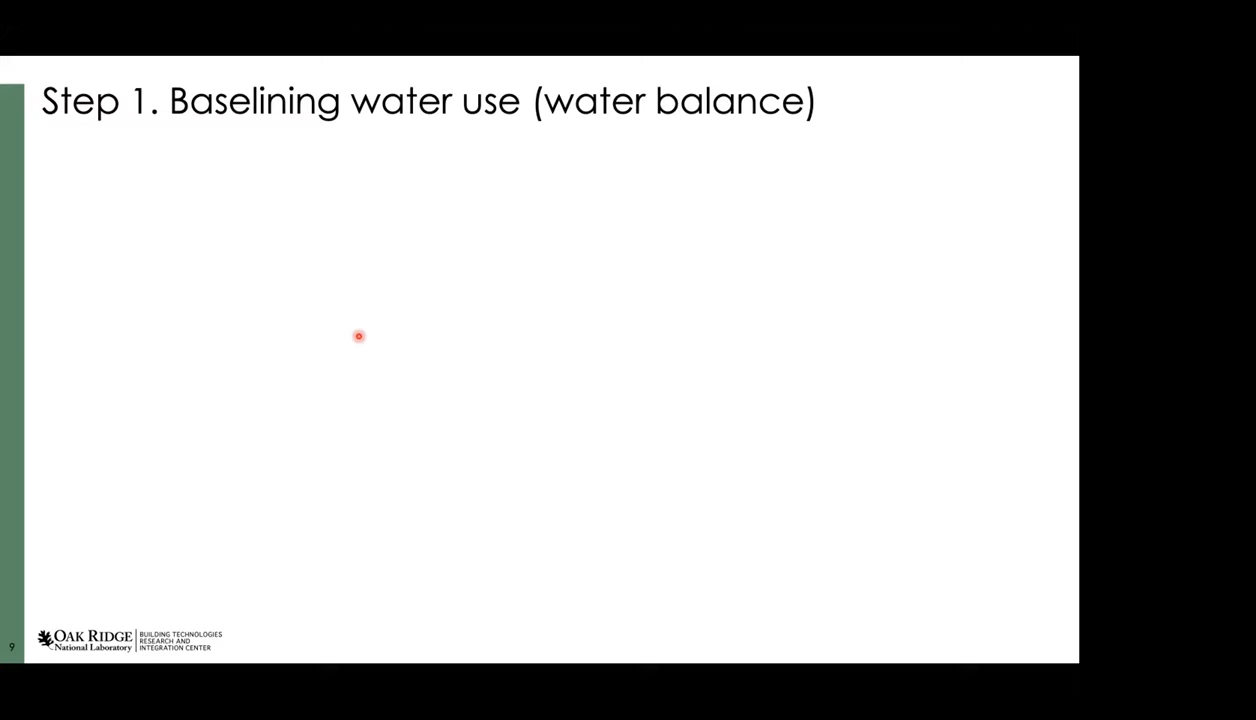 Step 1. Baselining water use (water balance)
9
OAK RIDGE
National Laboratory
BUILDING TECHNOLOGIES
RESEARCH AND
INTEGRATION CENTER